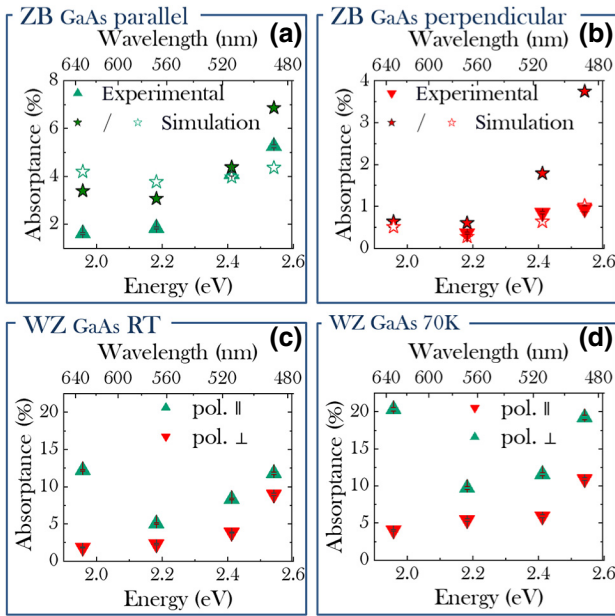 ZB GaAs parallel
Wavelength (nm)
(a)
640 600 560 520 480
8
6
4
2
Absorptance (%)
Experimental
/ Simulation
2.0 2.2 2.4 2.6
Energy (eV)
ZB GaAs perpendicular
Wavelength (nm)
(b)
640 600 560 520 480
4
3
2
1
0
Absorptance (%)
Experimental
/ Simulation
2.0 2.2 2.4 2.6
Energy (eV)
WZ GaAs RT
(c)
Wavelength (nm)
640 600 560 520 480
20
15
10
5
0
Absorptance (%)
pol. ∥
pol. ⊥
2.0 2.2 2.4 2.6
Energy (eV)
WZ GaAs 70K
(d)
Wavelength (nm)
640 600 560 520 480
20
15
10
5
0
Absorptance (%)
pol. ∥
pol. ⊥
2.0 2.2 2.4 2.6
Energy (eV)